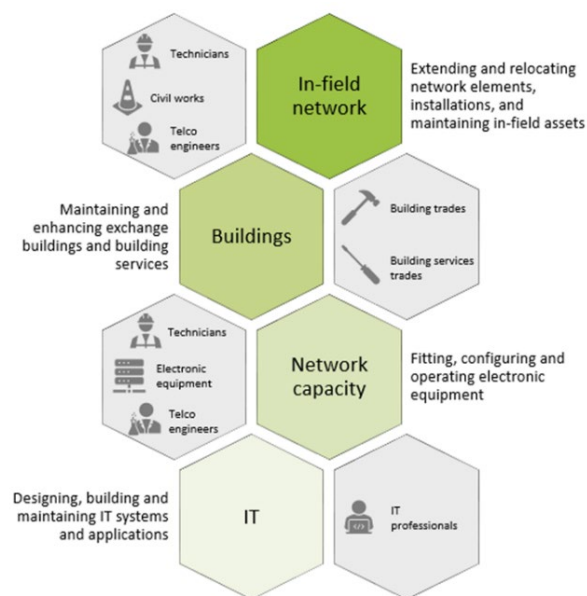 Technicians
Civil works
Telco
engineers
In-field
network
Extending and relocating
network elements,
installations, and
maintaining in-field assets
Maintaining and
enhancing exchange
buildings and building
services
Buildings
Building trades
Building services
trades
Technicians
Electronic
equipment
Telco
engineers
Network
capacity
Fitting, configuring and
operating electronic
equipment
Designing, building and
maintaining IT systems
and applications
IT
IT
professionals